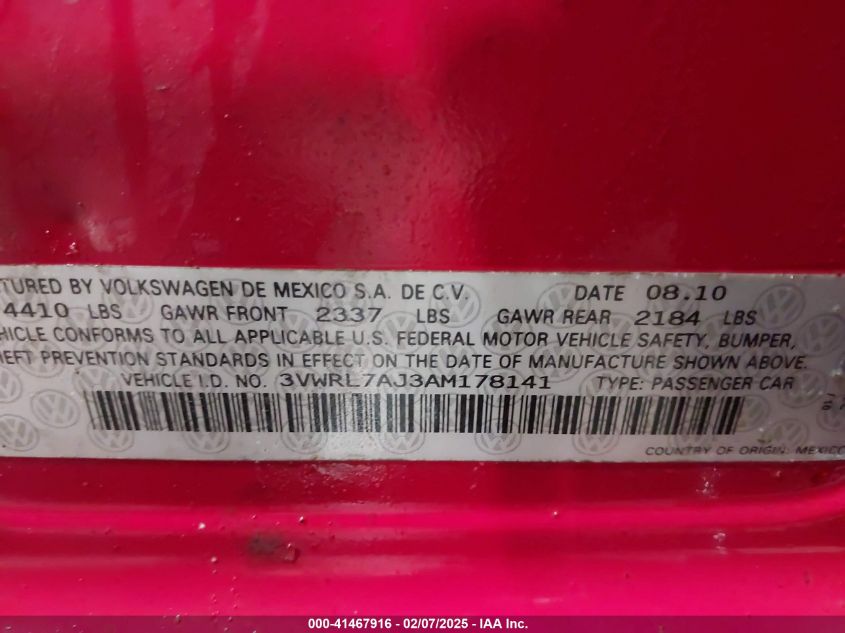 TURED BY VOLKSWAGEN DE MEXICO S.A. DE C.V. DATE 08.10
4410 LBS GAWR FRONT 2337 LBS GAWR REAR 2184 LBS
HICLE CONFORMS TO ALL APPLICABLE U.S. FEDERAL MOTOR VEHICLE SAFETY, BUMPER,
HEFT PREVENTION STANDARDS IN EFFECT ON THE DATE OF MANUFACTURE SHOWN ABOVE.
VEHICLE I.D. NO. 3VWRL7AJ3AM178141 TYPE: PASSENGER CAR
COUNTRY OF ORIGIN: MEXICO
000-41467916 - 02/07/2025 - IAA Inc.